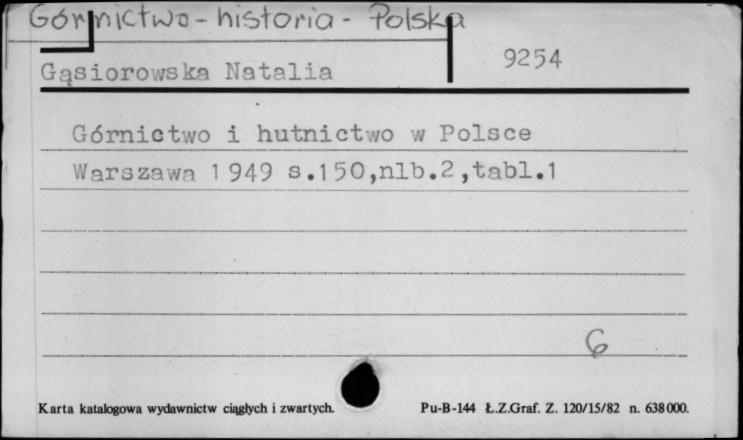 Górnictwo - historia - Polska
Gąsiorowska Natalia
9254
Górnictwo i hutnictwo w Polsce
Warszawa 1949 s.150,nlb.2,tabl.1
6
Karta katalogowa wydawnictw ciągłych i zwartych.
Pu-B-144 Ł.Z.Graf. Z. 120/15/82 n. 638000.